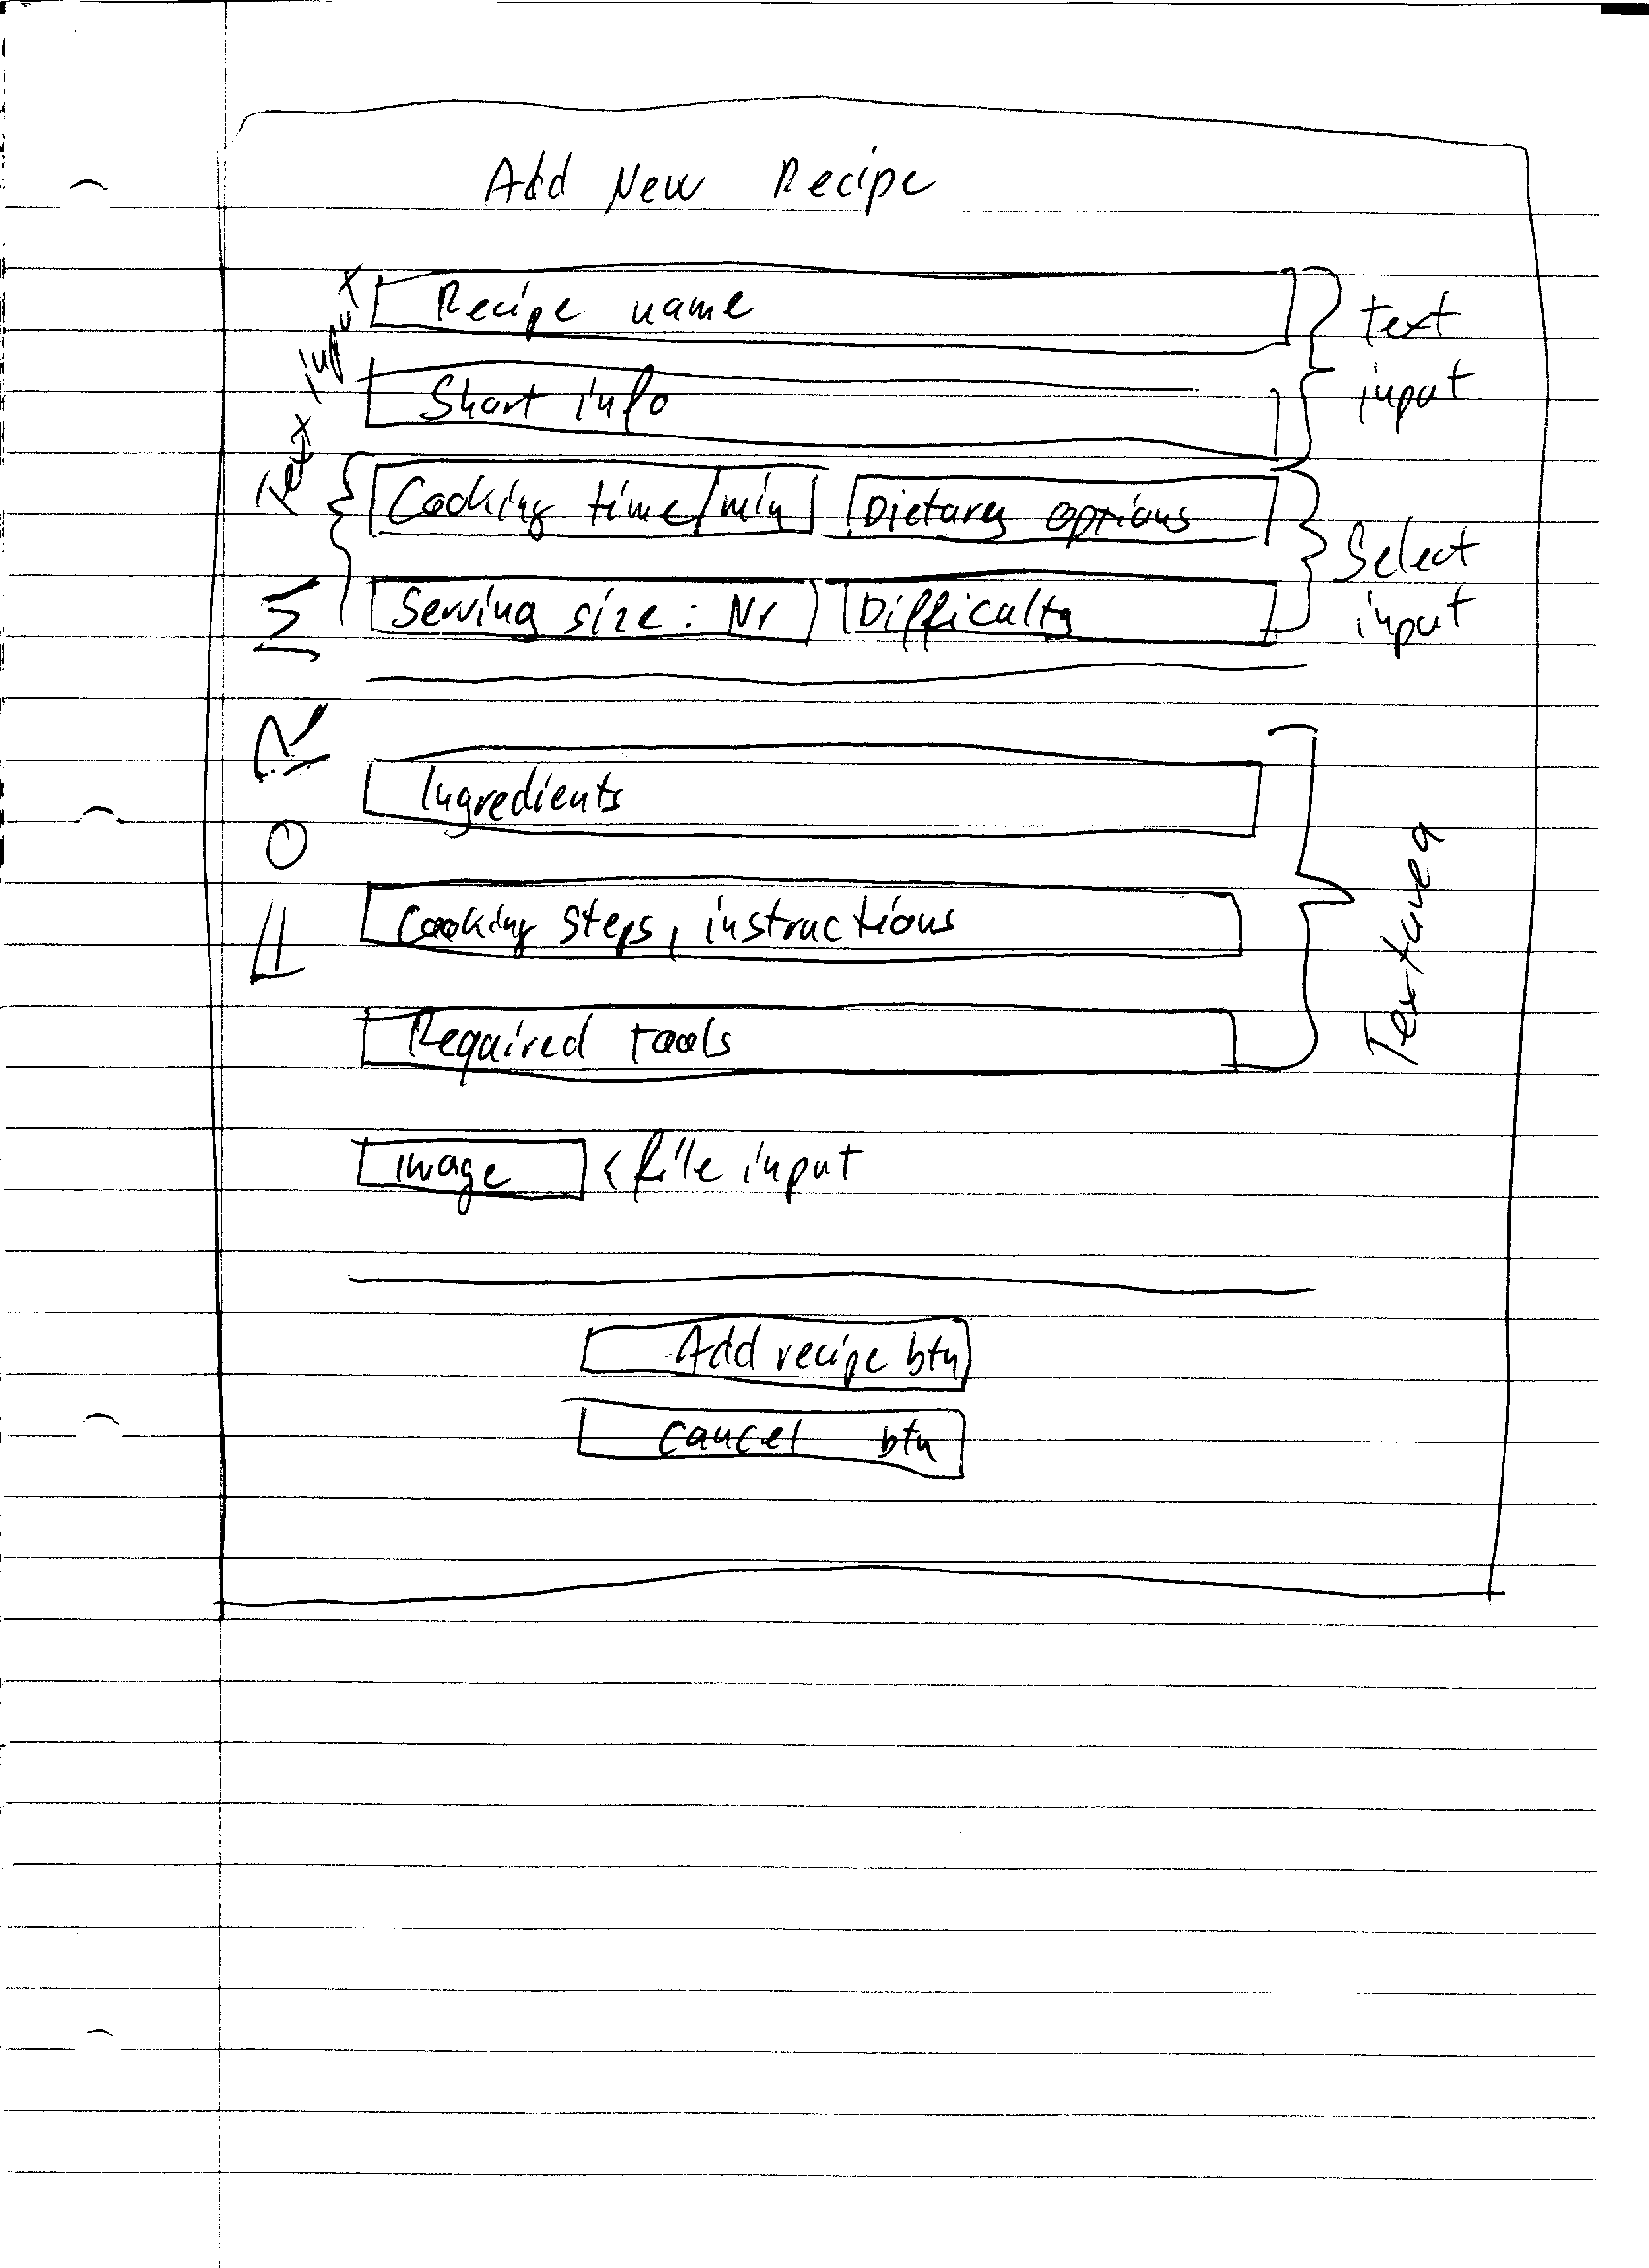 Add New Recipe
Recipe name
text input
Short info
text input
Cooking time/min
Dietary options
Select input
Serving size: Nr
Difficulty
FORM
Ingredients
Cooking steps, instructions
Textarea
Required tools
image
< file input
Add recipe btn
cancel btn